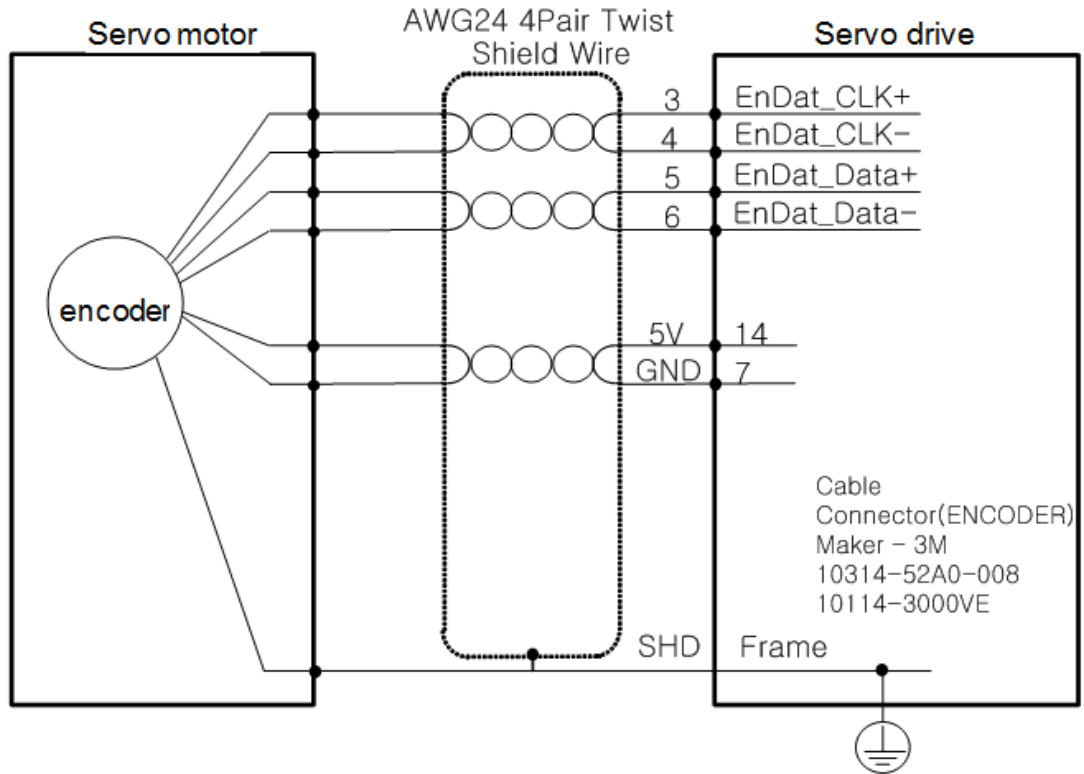 Servo motor
AWG24 4Pair Twist
Shield Wire
Servo drive
3 EnDat_CLK+
4 EnDat_CLK-
5 EnDat_Data+
6 EnDat_Data-
encoder
5V 14
GND 7
Cable
Connector(ENCODER)
Maker - 3M
10314-52A0-008
10114-3000VE
SHD Frame